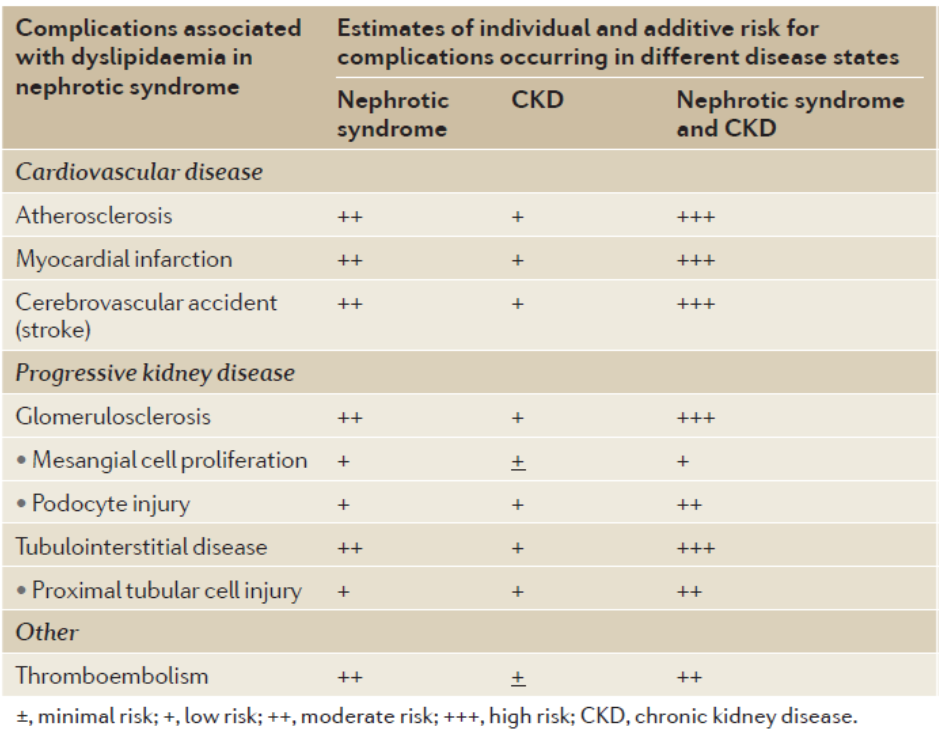 Complications associated with dyslipidaemia in nephrotic syndrome
Estimates of individual and additive risk for complications occurring in different disease states
Nephrotic syndrome CKD Nephrotic syndrome and CKD
Cardiovascular disease
Atherosclerosis ++ + +++
Myocardial infarction ++ + +++
Cerebrovascular accident (stroke) ++ + +++
Progressive kidney disease
Glomerulosclerosis ++ + +++
• Mesangial cell proliferation + ± +
• Podocyte injury + + ++
Tubulointerstitial disease ++ + +++
• Proximal tubular cell injury + + ++
Other
Thromboembolism ++ ± ++
±, minimal risk; +, low risk; ++, moderate risk; +++, high risk; CKD, chronic kidney disease.